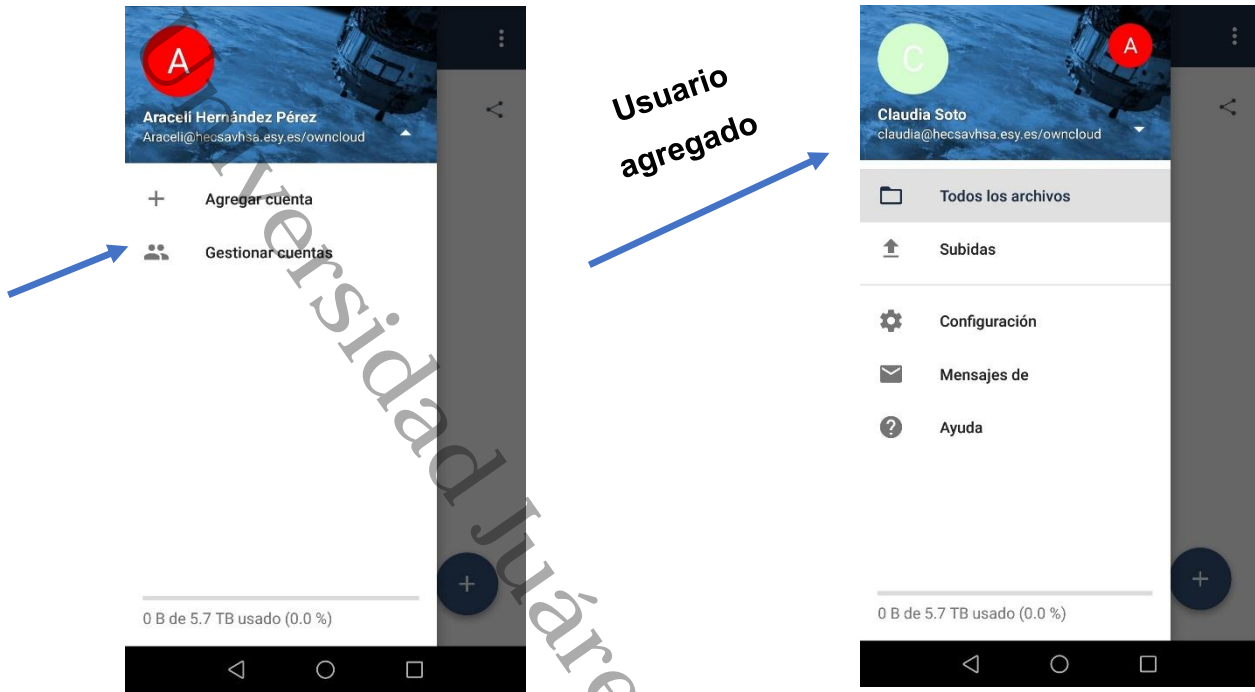 A
Araceli Hernández Pérez
Araceli@hecsavhsa.esy.es/owncloud
Agregar cuenta
Gestionar cuentas
0 B de 5.7 TB usado (0.0 %)
Usuario
agregado
C
A
Claudia Soto
claudia@hecsavhsa.esy.es/owncloud
Todos los archivos
Subidas
Configuración
Mensajes de
Ayuda
0 B de 5.7 TB usado (0.0 %)
Universidad Juáre